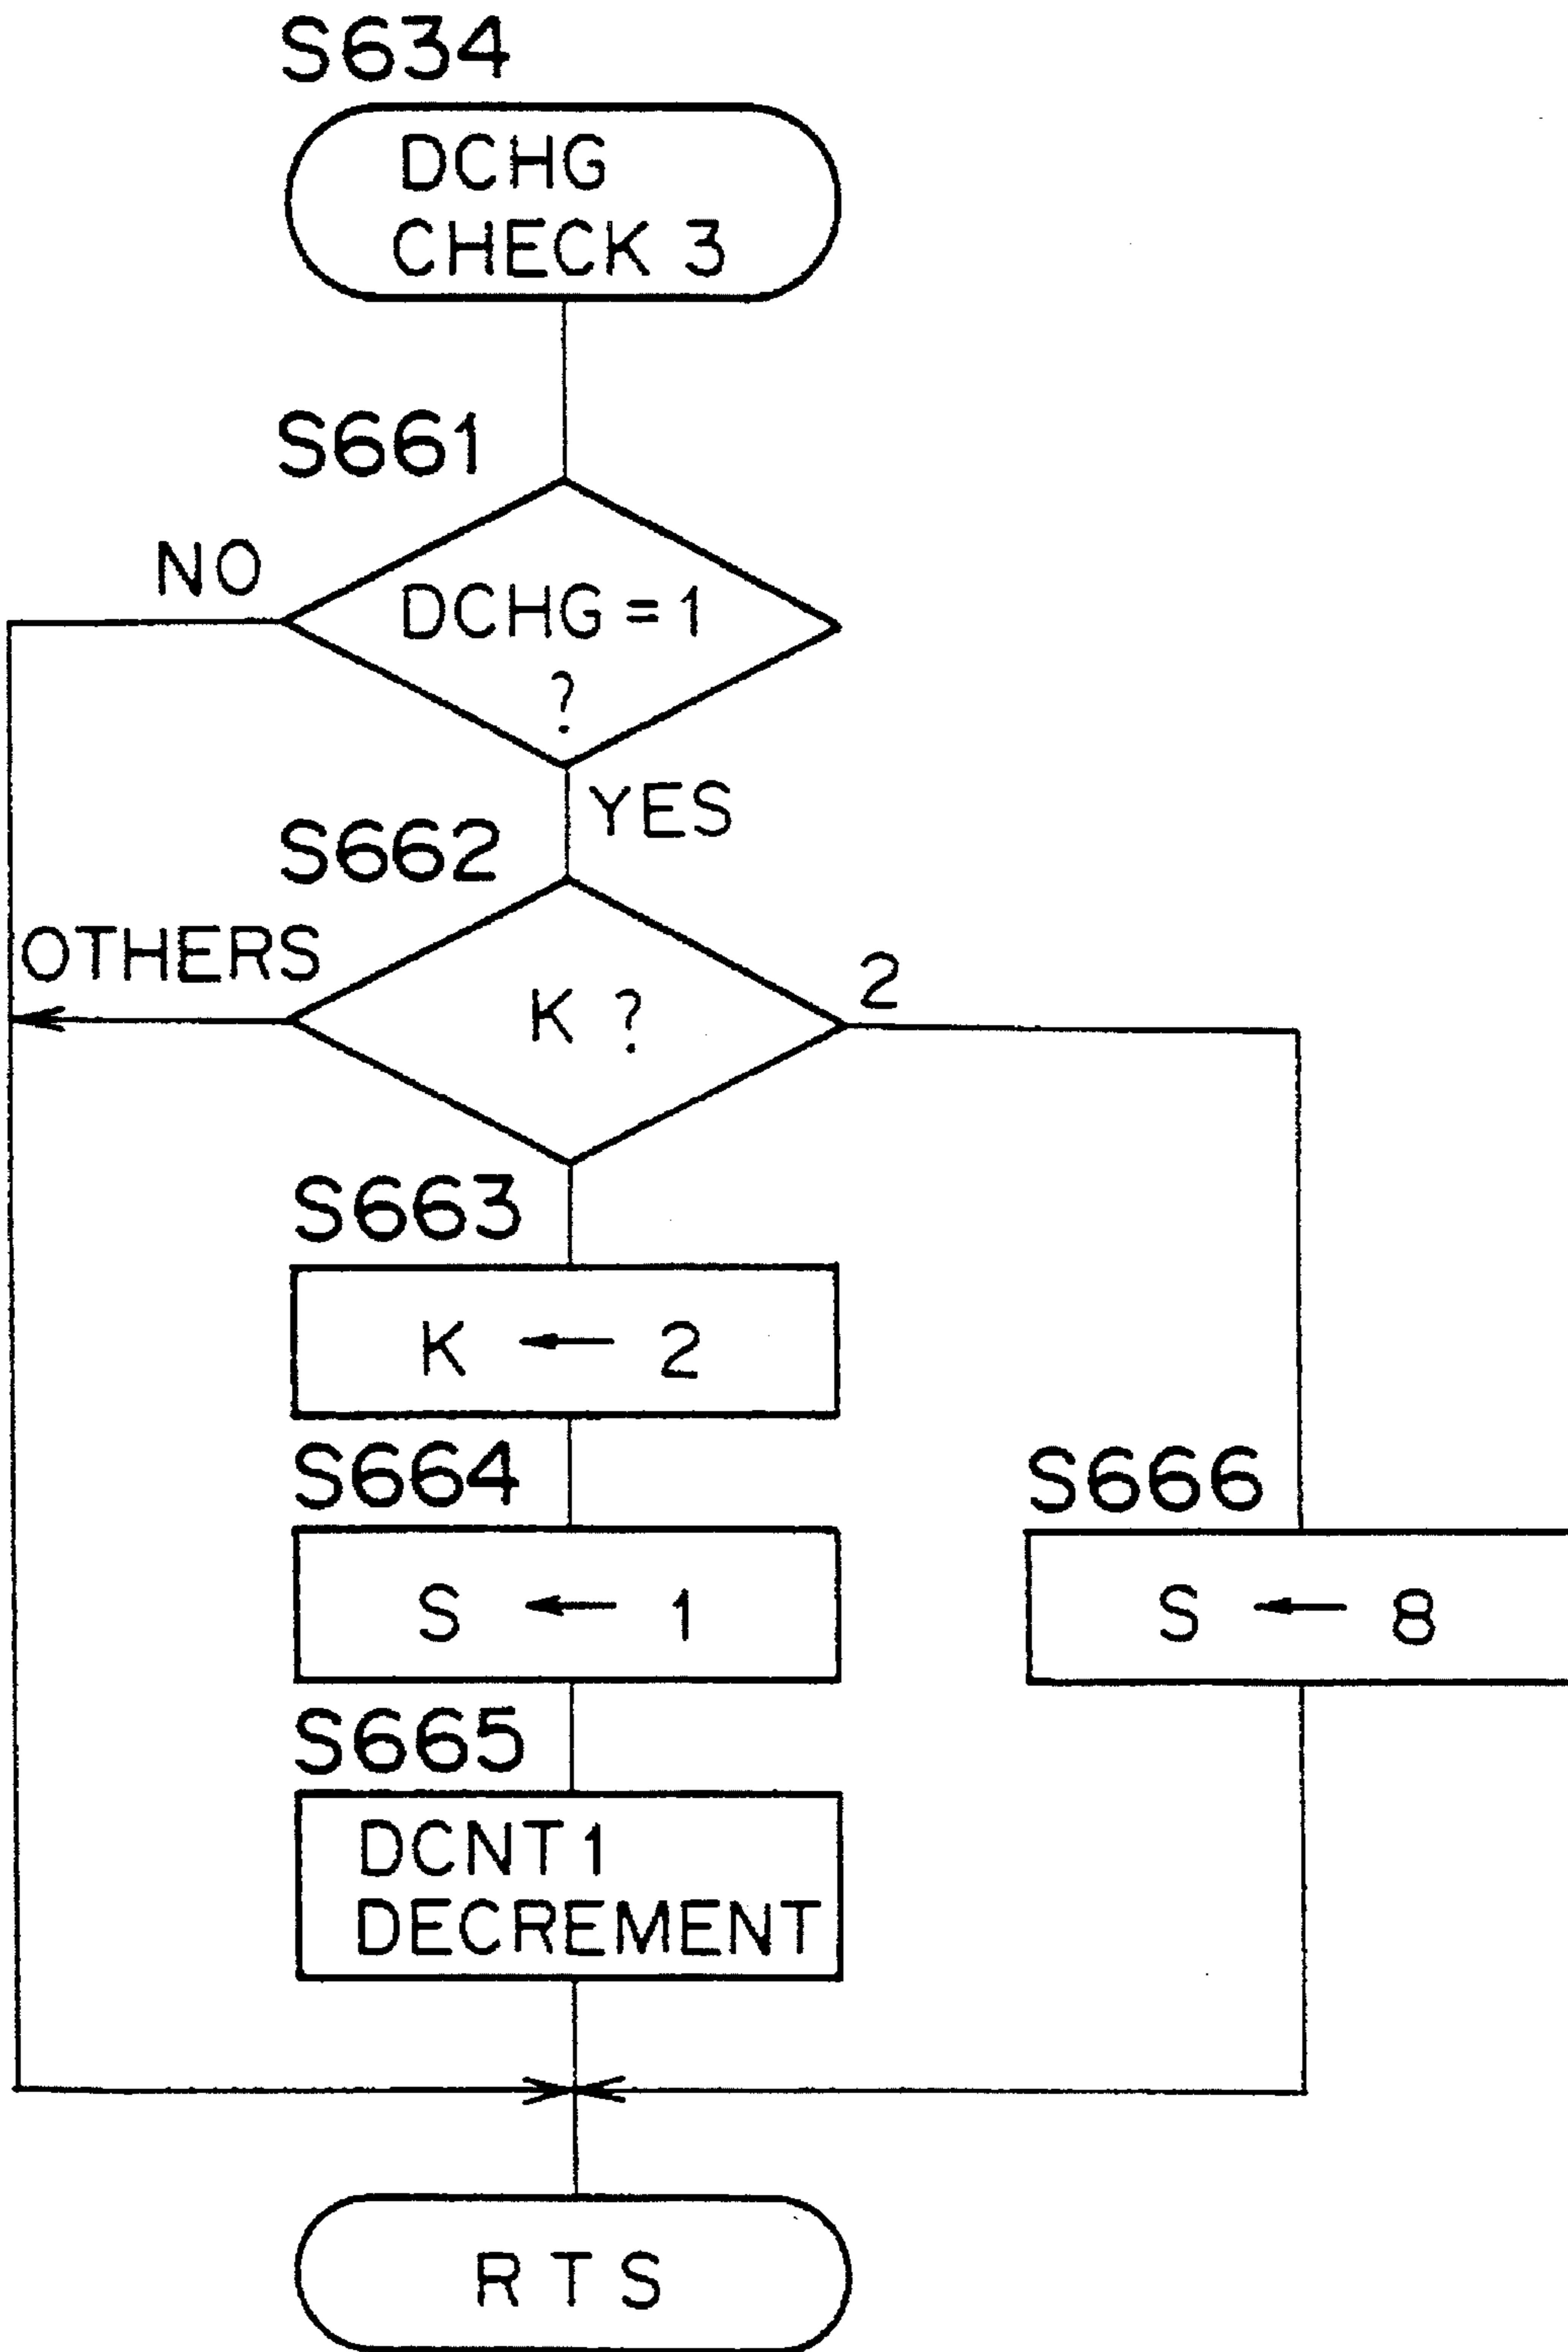 S634
DCHG
CHECK 3
S661
NO
DCHG = 1
?
YES
S662
OTHERS
K ?
2
S663
K ← 2
S664
S ← 1
S666
S ← 8
S665
DCNT 1
DECREMENT
RTS